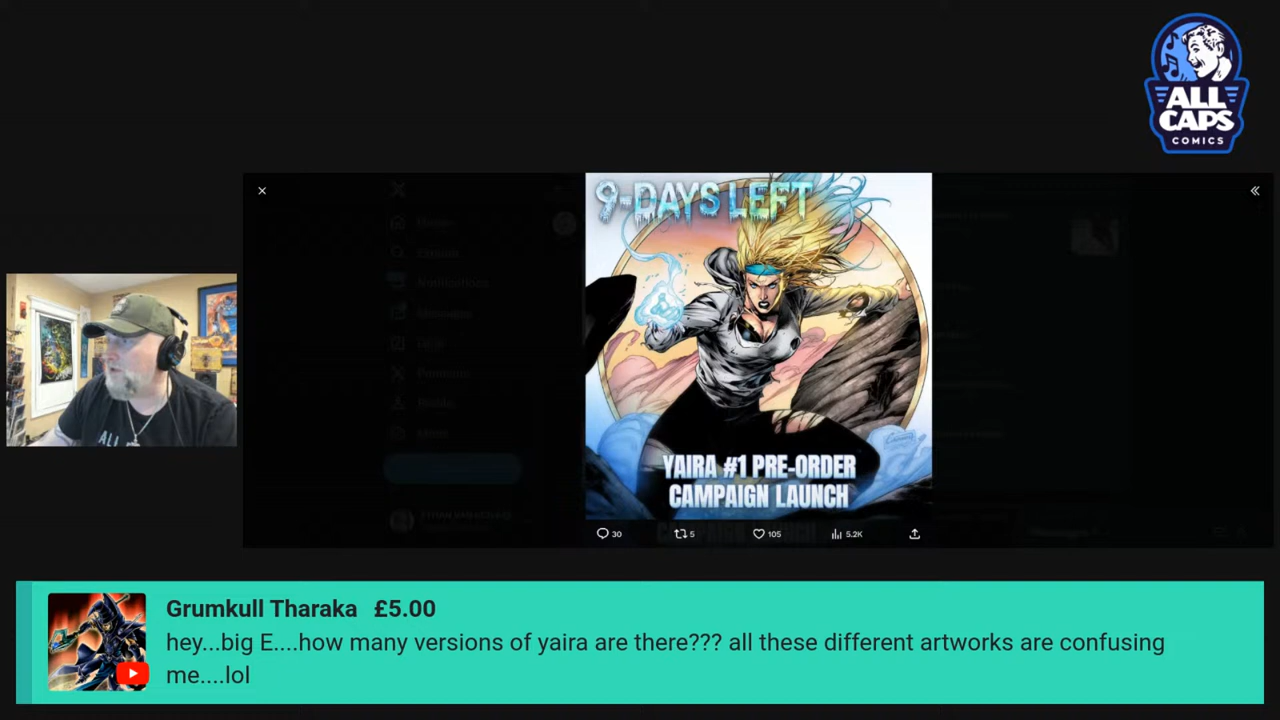 ALL
CAPS
COMICS
9-DAYS LEFT
YAIRA #1 PRE-ORDER
CAMPAIGN LAUNCH
30
5
105
5.2K
ALL
Grumkull Tharaka £5.00
hey...big E....how many versions of yaira are there??? all these different artworks are confusing
me....lol